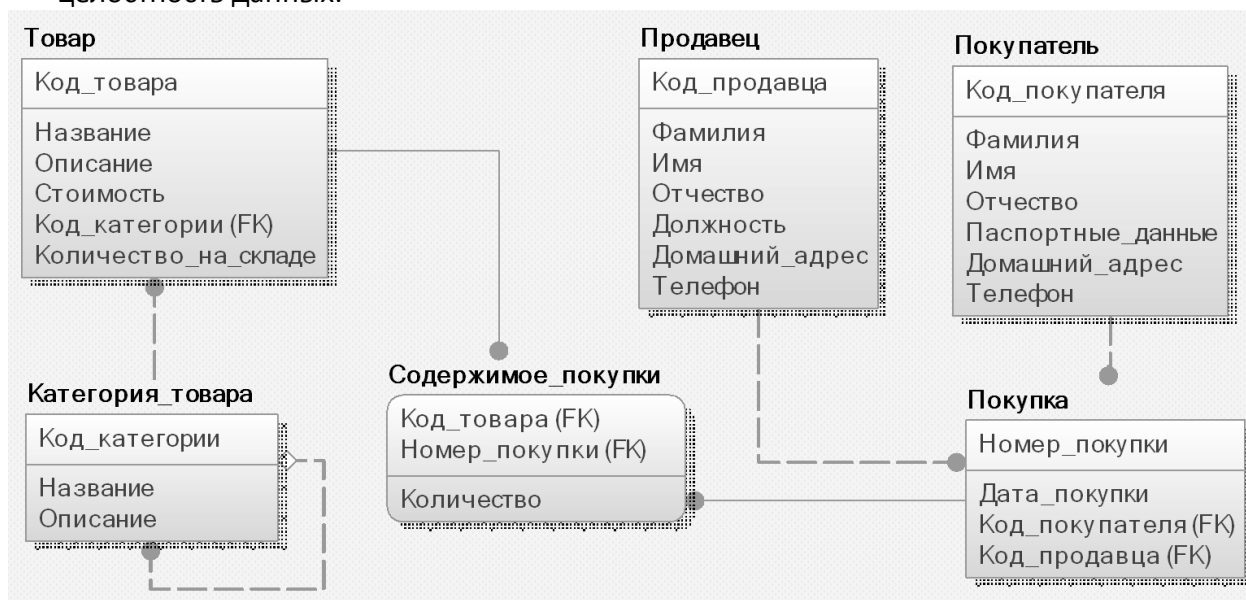 целостность данных.
Товар
Код_товара
Название
Описание
Стоимость
Код_категории (FK)
Количество_на_складе
Продавец
Код_продавца
Фамилия
Имя
Отчество
Должность
Домашний_адрес
Телефон
Покупатель
Код_покупателя
Фамилия
Имя
Отчество
Паспортные_данные
Домашний_адрес
Телефон
Категория_товара
Код_категории
Название
Описание
Содержимое_покупки
Код_товара (FK)
Номер_покупки (FK)
Количество
Покупка
Номер_покупки
Дата_покупки
Код_покупателя (FK)
Код_продавца (FK)